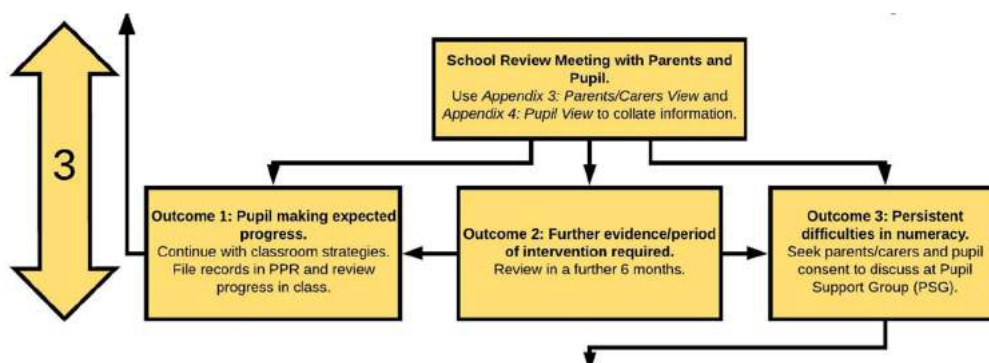 3
School Review Meeting with Parents and
Pupil.
Use Appendix 3: Parents/Carers View and
Appendix 4: Pupil View to collate information.
Outcome 1: Pupil making expected
progress.
Continue with classroom strategies.
File records in PPR and review
progress in class.
Outcome 2: Further evidence/period
of intervention required.
Review in a further 6 months.
Outcome 3: Persistent
difficulties in numeracy.
Seek parents/carers and pupil
consent to discuss at Pupil
Support Group (PSG).